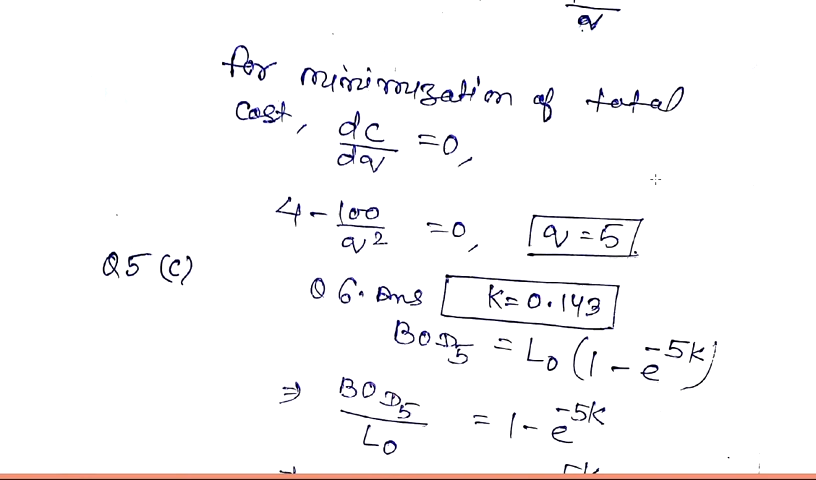 q
for minimization of total
cost, dC/dq = 0,
4 - 100/q² = 0, q = 5
Q5 (C)
Q6. Ans K = 0.143
BOD₅ = L₀ (1 - e^-5K)
⇒ BOD₅/L₀ = 1 - e^-5K